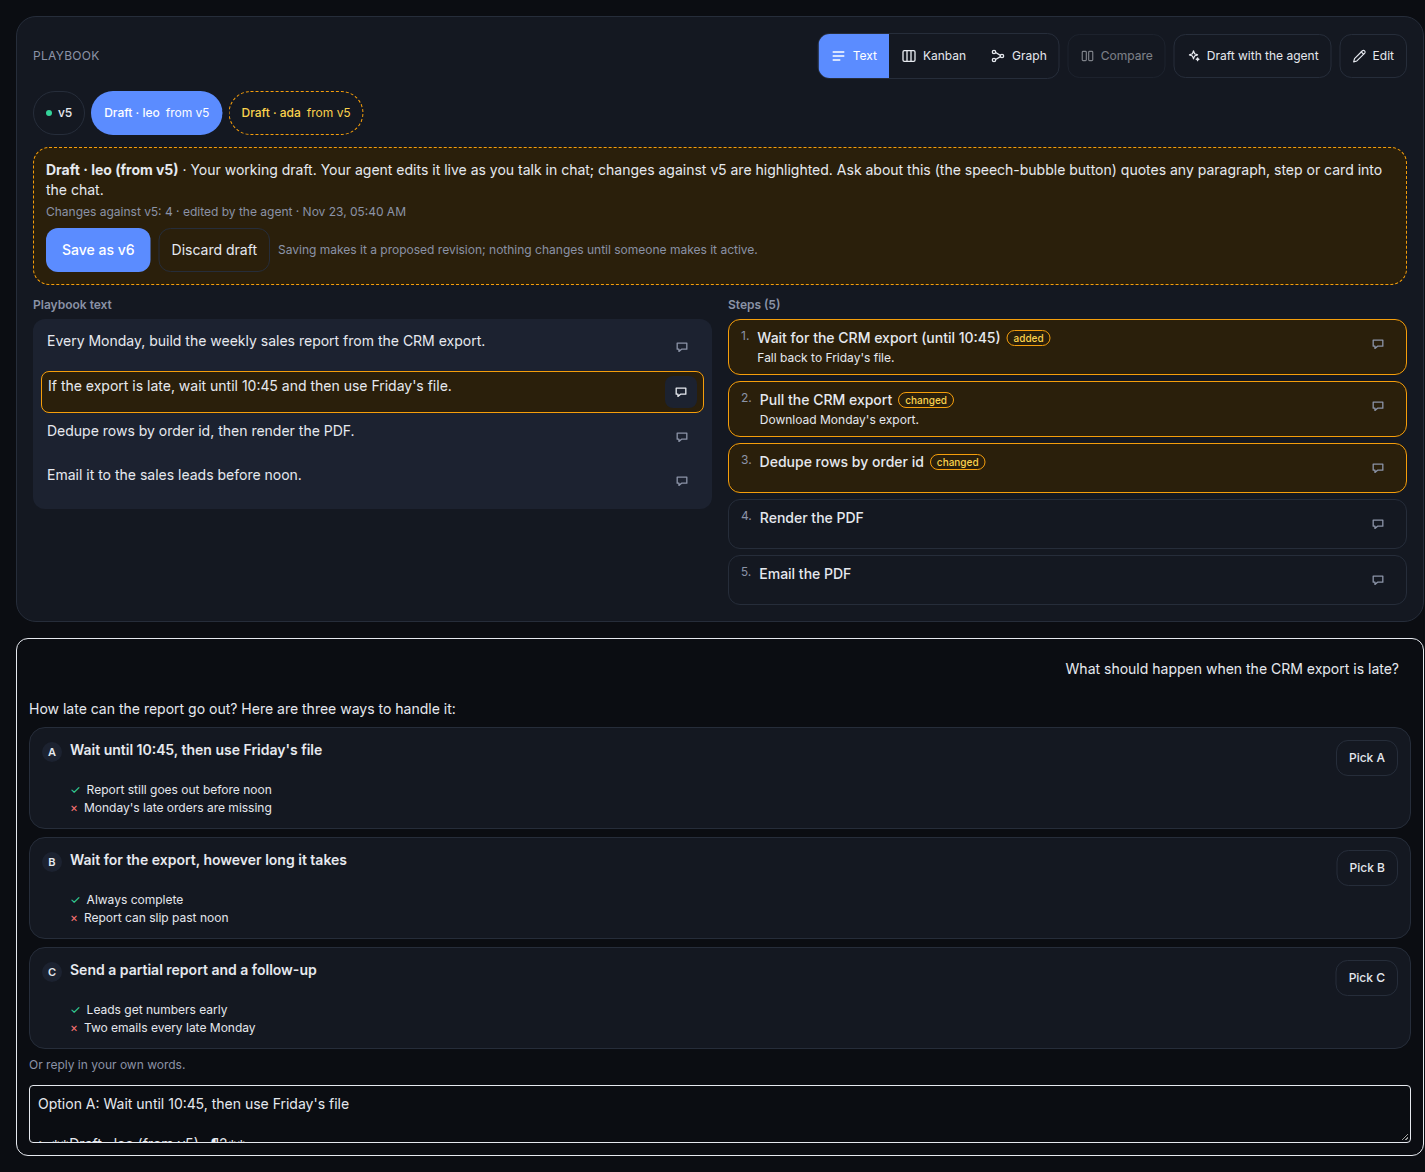 PLAYBOOK
Text
Kanban
Graph
Compare
Draft with the agent
Edit
v5
Draft · leo from v5
Draft · ada from v5
Draft · leo (from v5) · Your working draft. Your agent edits it live as you talk in chat; changes against v5 are highlighted. Ask about this (the speech-bubble button) quotes any paragraph, step or card into
the chat.
Changes against v5: 4 · edited by the agent · Nov 23, 05:40 AM
Save as v6
Discard draft
Saving makes it a proposed revision; nothing changes until someone makes it active.
Playbook text
Every Monday, build the weekly sales report from the CRM export.
If the export is late, wait until 10:45 and then use Friday's file.
Dedupe rows by order id, then render the PDF.
Email it to the sales leads before noon.
Steps (5)
1. Wait for the CRM export (until 10:45) added
Fall back to Friday's file.
2. Pull the CRM export changed
Download Monday's export.
3. Dedupe rows by order id changed
4. Render the PDF
5. Email the PDF
What should happen when the CRM export is late?
How late can the report go out? Here are three ways to handle it:
A Wait until 10:45, then use Friday's file
Pick A
Report still goes out before noon
Monday's late orders are missing
B Wait for the export, however long it takes
Pick B
Always complete
Report can slip past noon
C Send a partial report and a follow-up
Pick C
Leads get numbers early
Two emails every late Monday
Or reply in your own words.
Option A: Wait until 10:45, then use Friday's file